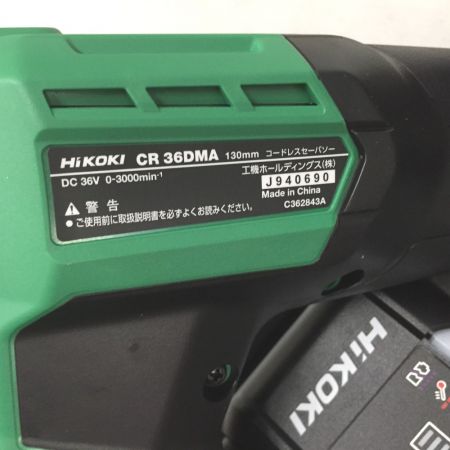 HiKOKI CR 36DMA 130mm コードレスセーバソー
DC 36V 0-3000min-1
工機ホールディングス(株)
J940690
Made in China
C362843A
⚠ 警告
● ご使用前に取扱説明書を必ずよくお読みください。
HiKOKI